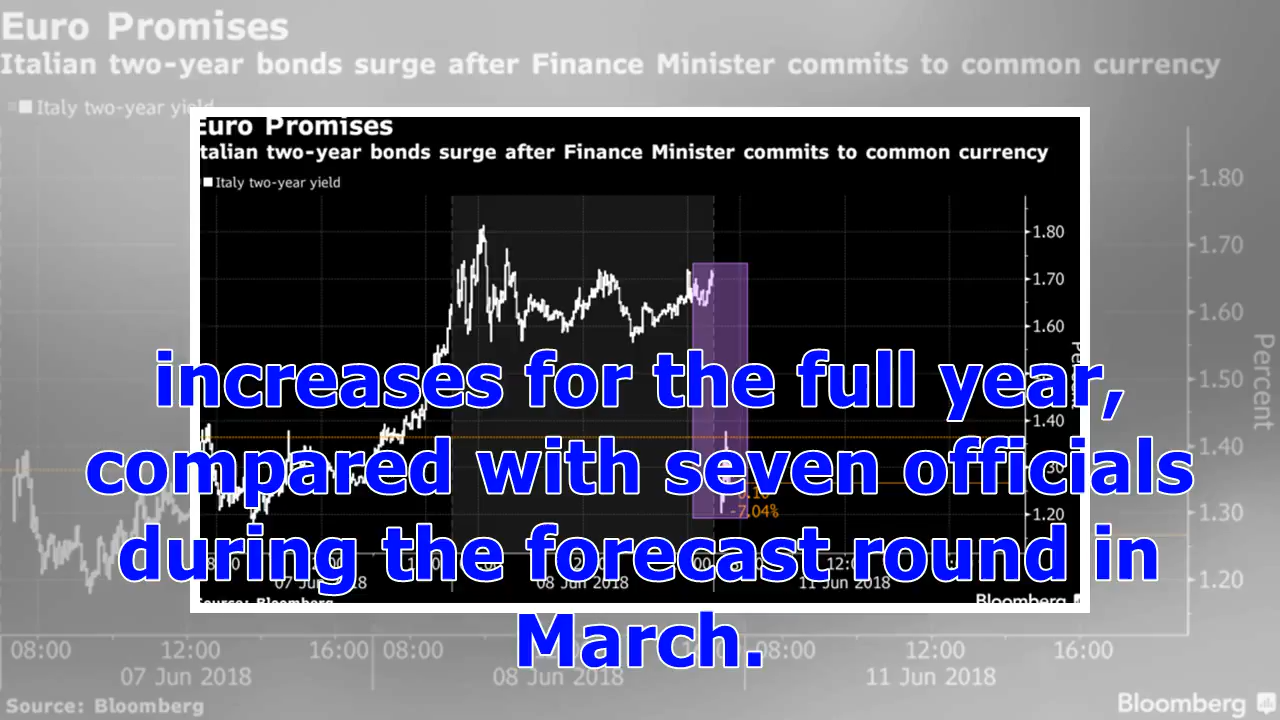 Euro Promises
Italian two-year bonds surge after Finance Minister commits to common currency
Italy two-year yield
Euro Promises
talian two-year bonds surge after Finance Minister commits to common currency
Italy two-year yield
1.80
1.80
1.70
1.70
1.60
1.60
1.50
Percent
increases for the full year,
1.40
1.40
compared with seven officials
-7.04%
1.30
1.20
during the forecast round in
1.20
07 Jun 2018
08 Jun 2018
11 Jun 2018
Source: Bloomberg
Bloomberg
March.
08:00
12:00
16:00
08:00
08:00
12:00
16:00
07 Jun 2018
08 Jun 2018
11 Jun 2018
Source: Bloomberg
Bloomberg